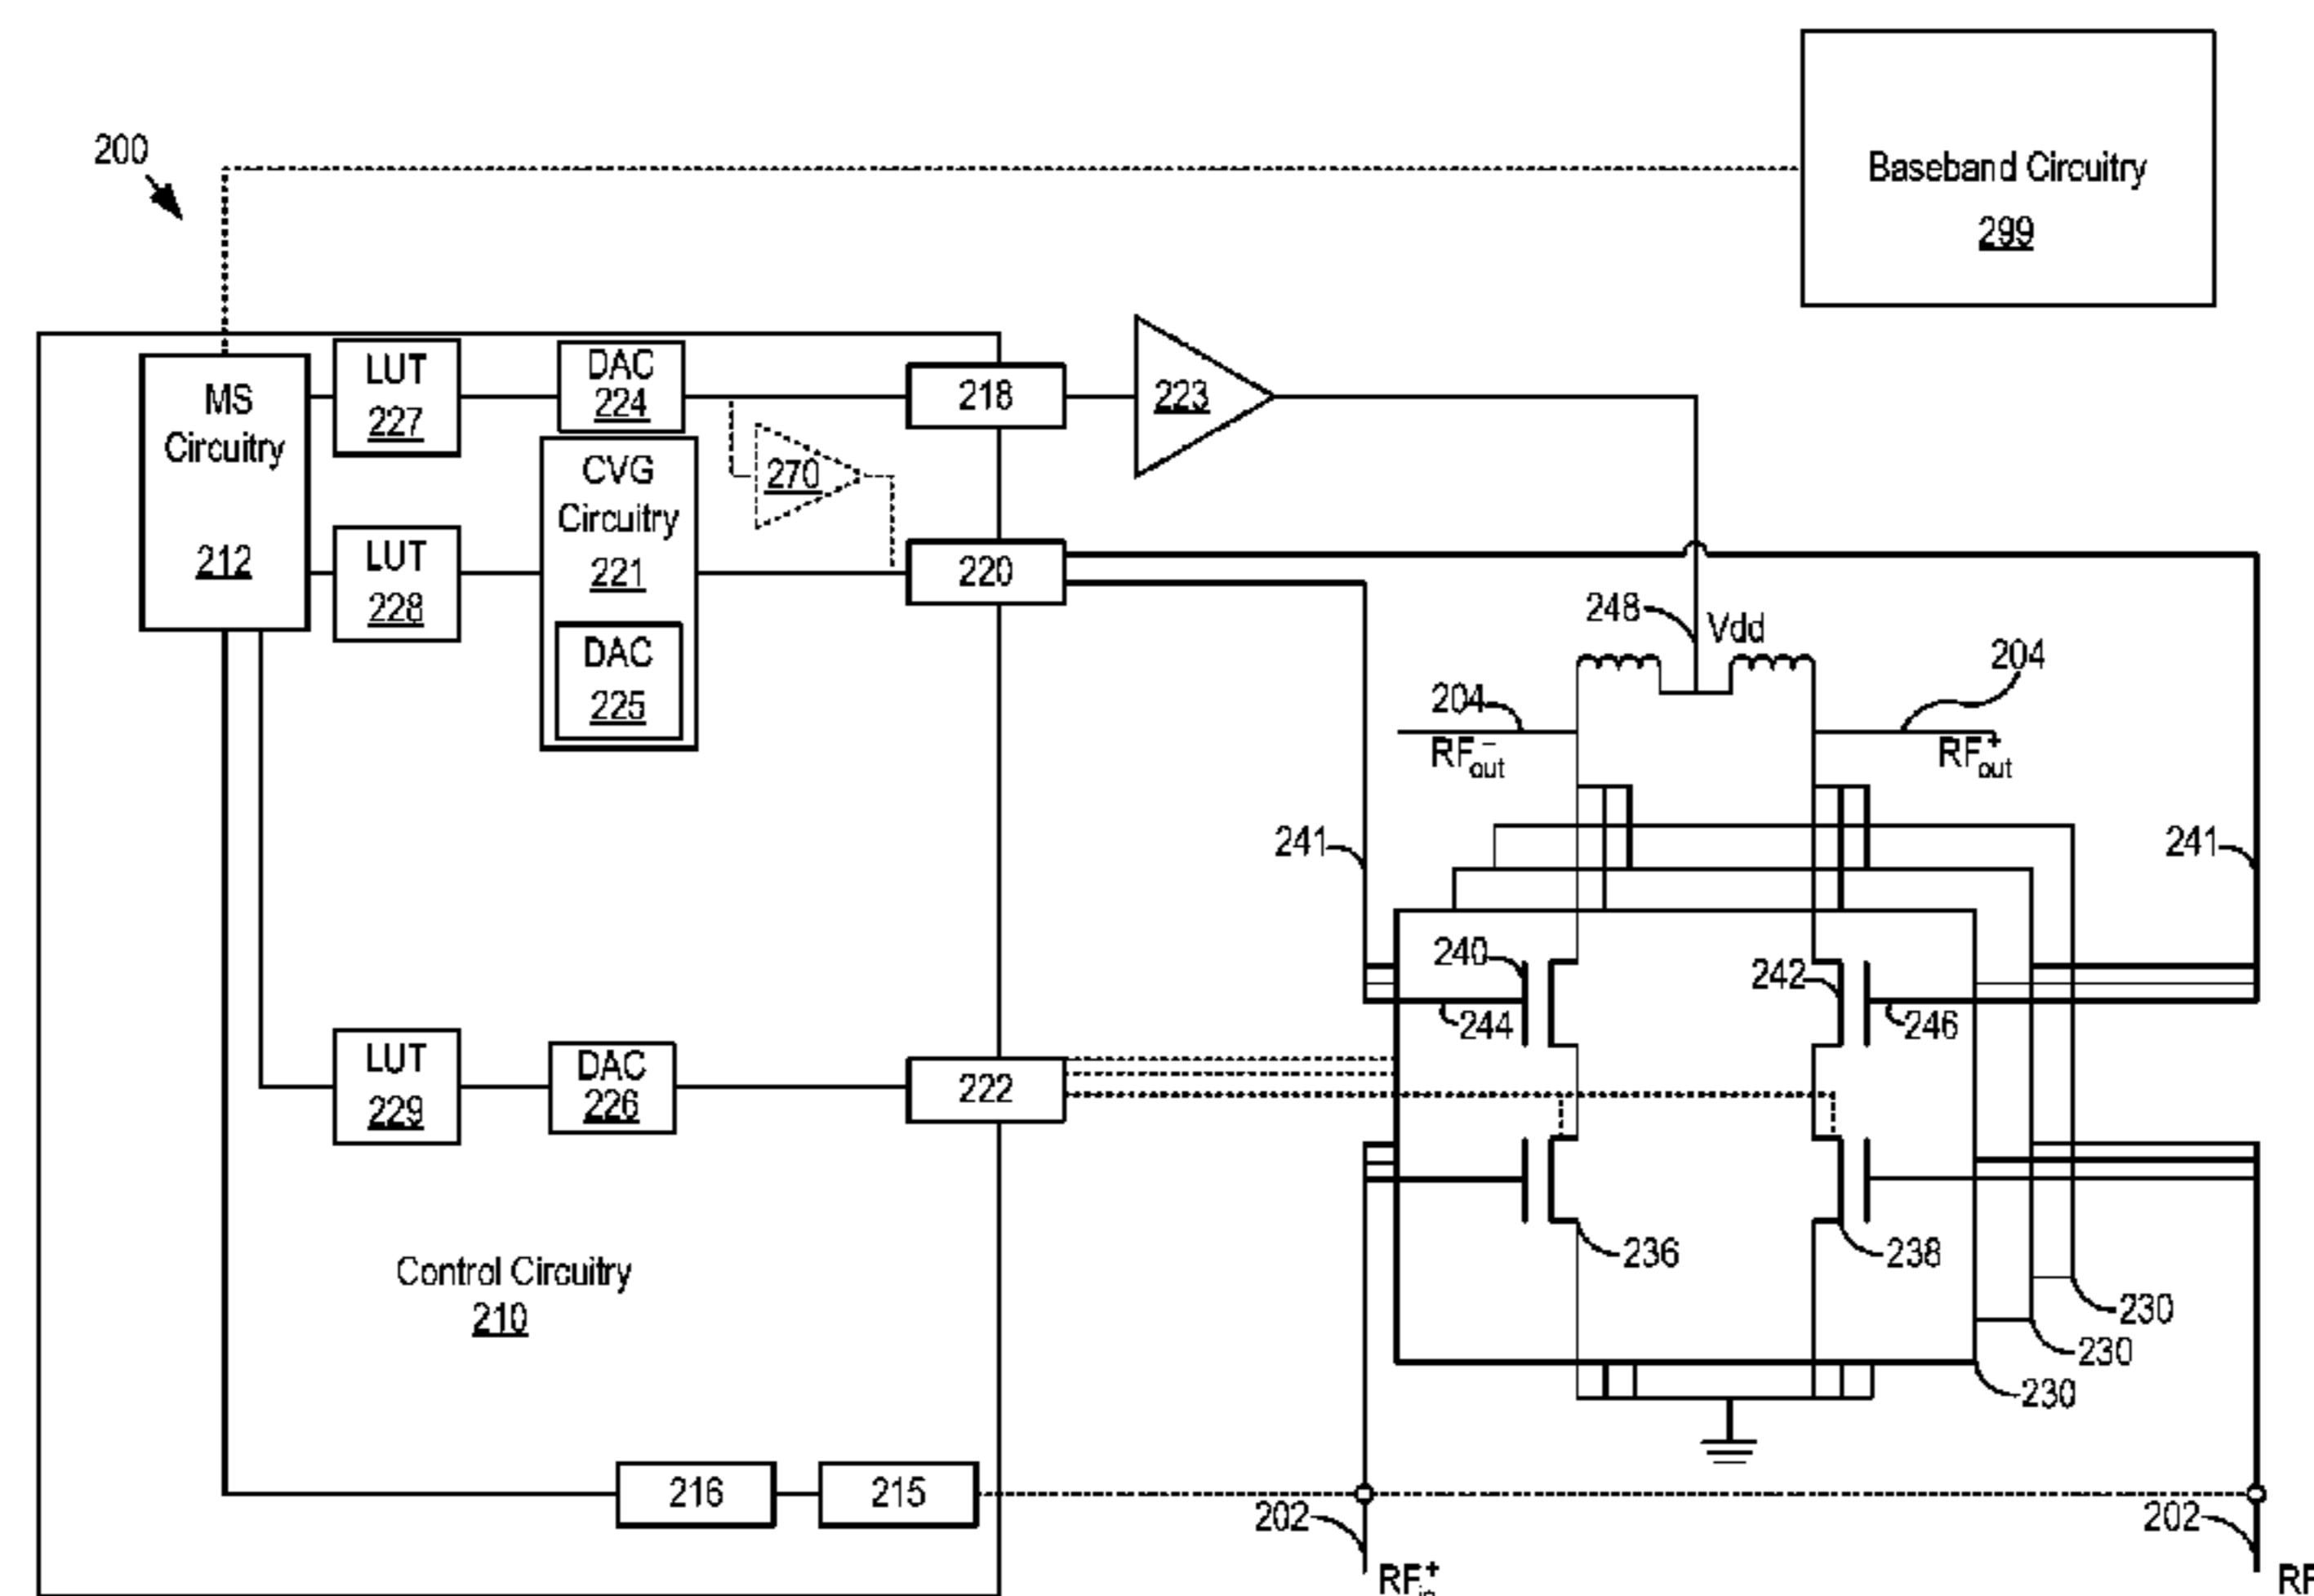 200
Baseband Circuitry
299
MS
Circuitry
212
LUT
227
DAC
224
218
223
CVG
Circuitry
221
270
LUT
228
220
DAC
225
248
Vdd
204
204
RF⁻out
RF⁺out
241
241
240
242
244
246
LUT
229
DAC
226
222
236
238
Control Circuitry
210
230
230
230
216
215
202
202
RF⁺in
RF